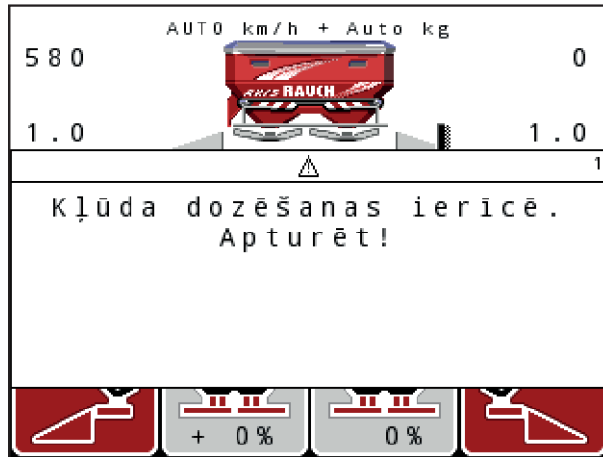 AUTO km/h + Auto kg
580
0
RAUCH
1.0
1.0
1
Kļūda dozēšanas ierīcē.
Apturēt!
+ 0%
0%